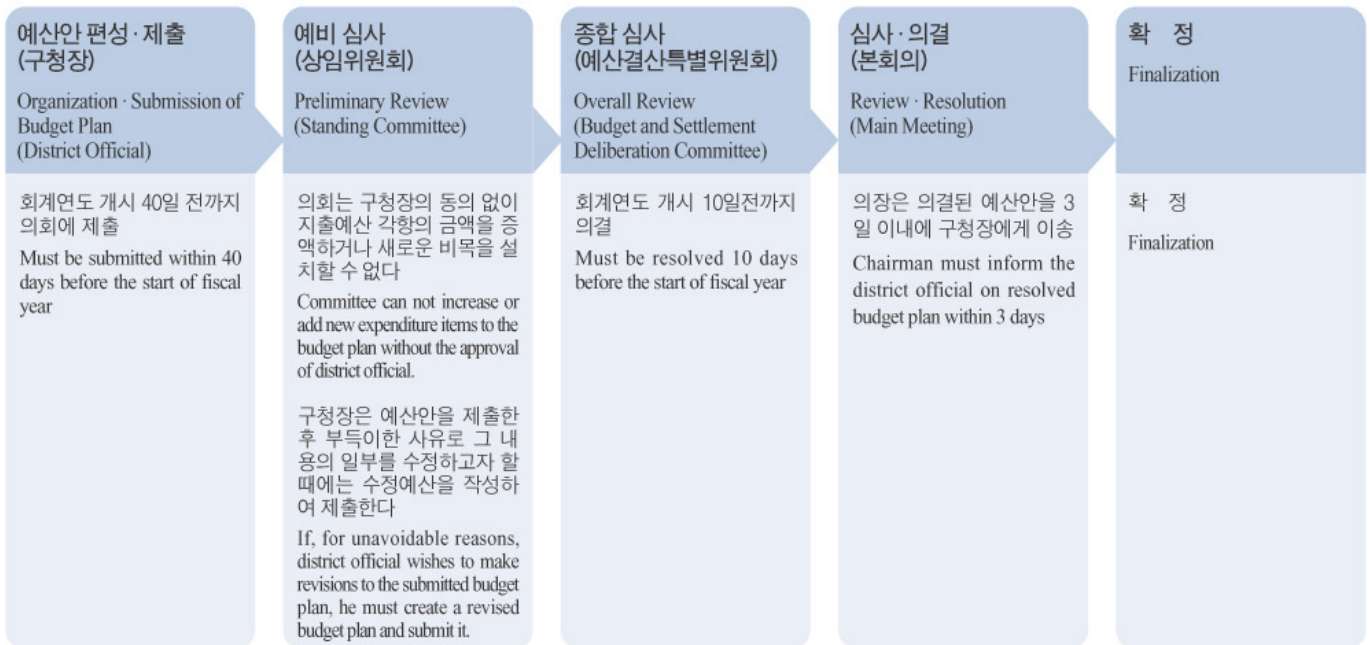 예산안 편성 · 제출
(구청장)
Organization · Submission of
Budget Plan
(District Official)
회계연도 개시 40일 전까지
의회에 제출
Must be submitted within 40
days before the start of fiscal
year
예비 심사
(상임위원회)
Preliminary Review
(Standing Committee)
의회는 구청장의 동의 없이
지출예산 각항의 금액을 증
액하거나 새로운 비목을 설
치할 수 없다
Committee can not increase or
add new expenditure items to the
budget plan without the approval
of district official.
구청장은 예산안을 제출한
후 부득이한 사유로 그 내
용의 일부를 수정하고자 할
때에는 수정예산을 작성하
여 제출한다
If, for unavoidable reasons,
district official wishes to make
revisions to the submitted budget
plan, he must create a revised
budget plan and submit it.
종합 심사
(예산결산특별위원회)
Overall Review
(Budget and Settlement
Deliberation Committee)
회계연도 개시 10일전까지
의결
Must be resolved 10 days
before the start of fiscal year
심사 · 의결
(본회의)
Review · Resolution
(Main Meeting)
의장은 의결된 예산안을 3
일 이내에 구청장에게 이송
Chairman must inform the
district official on resolved
budget plan within 3 days
확 정
Finalization
확 정
Finalization